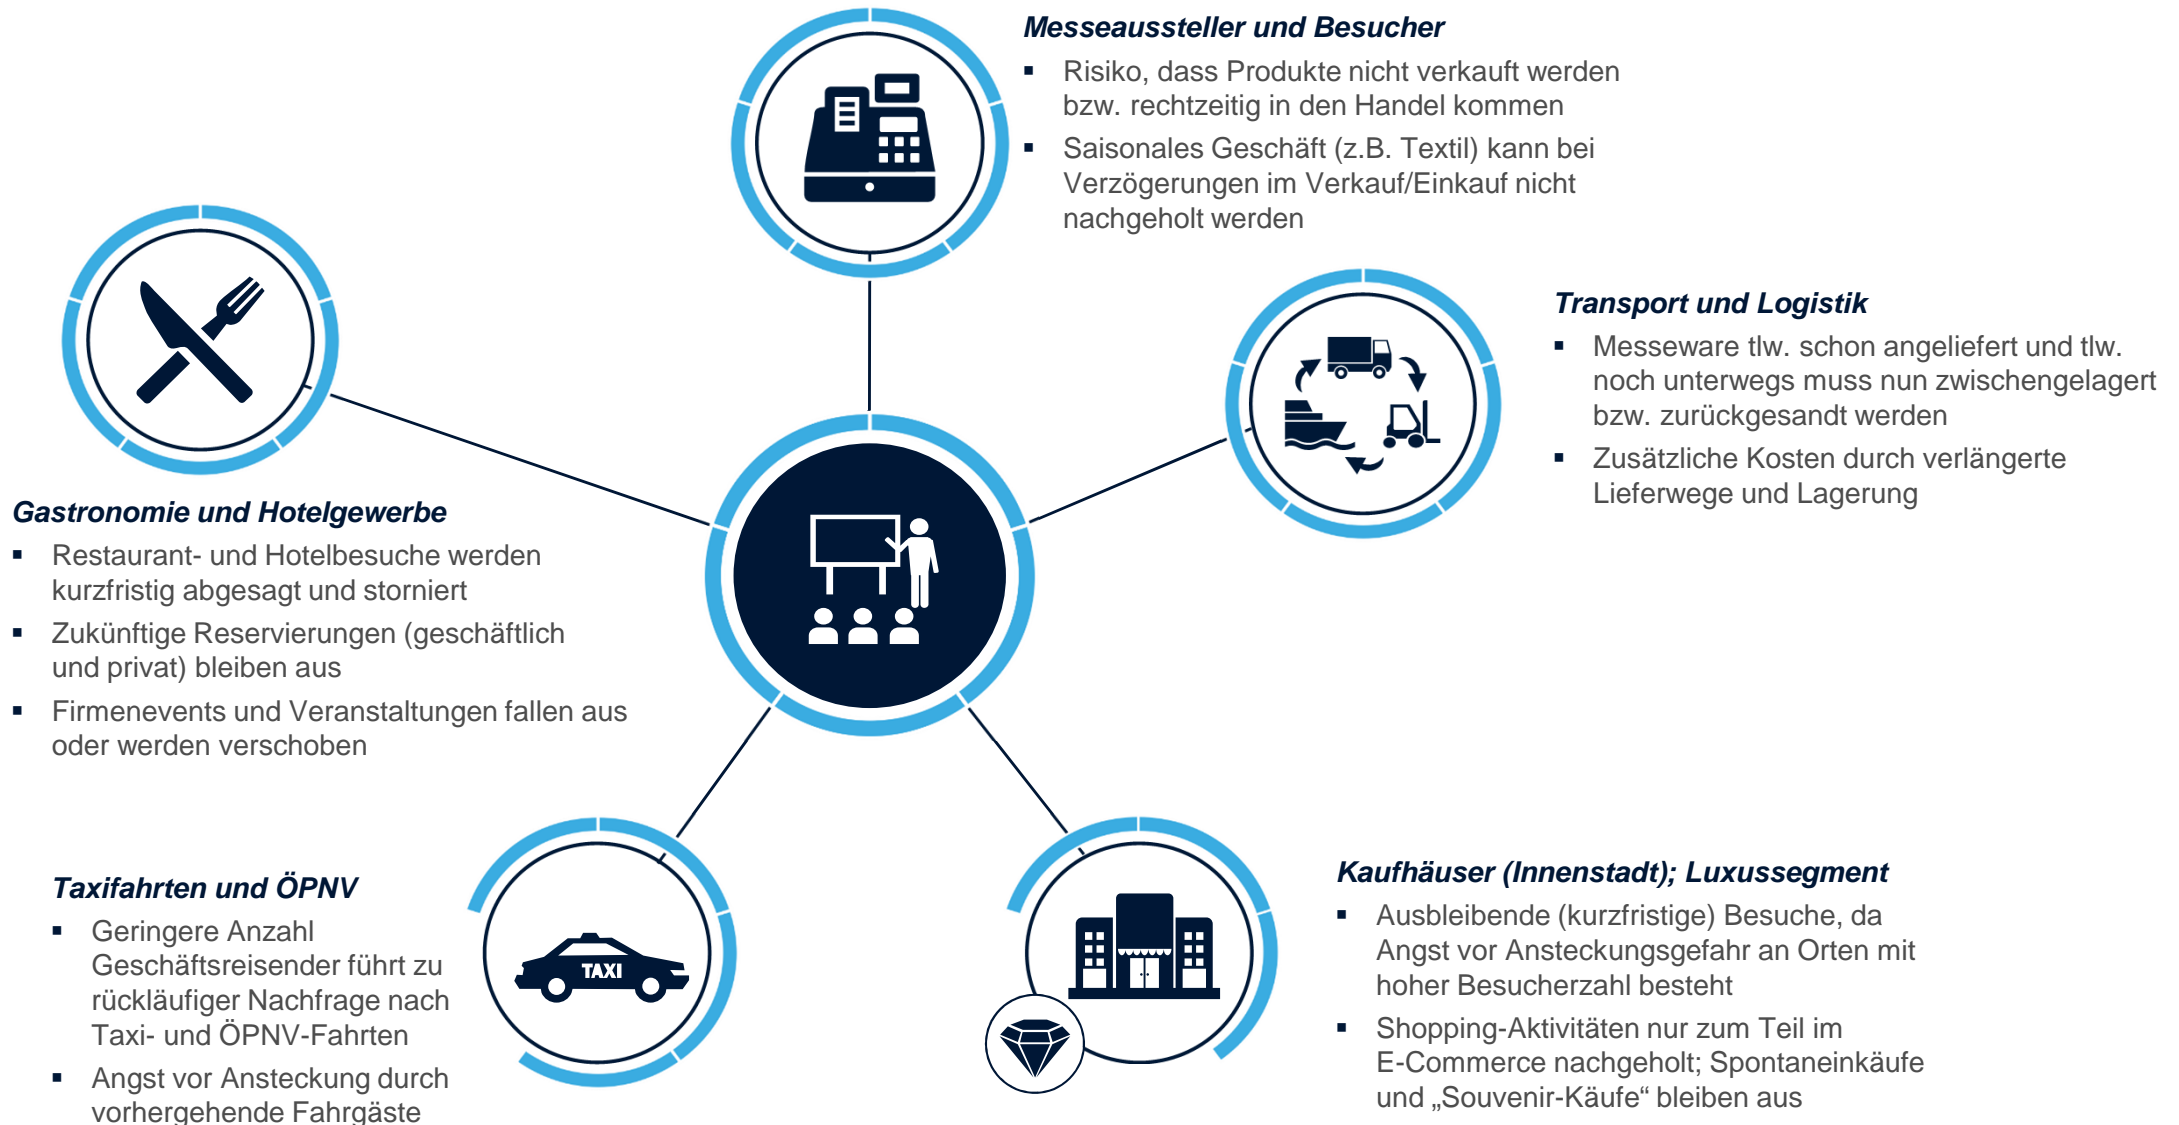 Messeaussteller und Besucher
▪ Risiko, dass Produkte nicht verkauft werden
bzw. rechtzeitig in den Handel kommen
▪ Saisonales Geschäft (z.B. Textil) kann bei
Verzögerungen im Verkauf/Einkauf nicht
nachgeholt werden
Transport und Logistik
▪ Messeware tlw. schon angeliefert und tlw.
noch unterwegs muss nun zwischengelagert
bzw. zurückgesandt werden
▪ Zusätzliche Kosten durch verlängerte
Lieferwege und Lagerung
Gastronomie und Hotelgewerbe
▪ Restaurant- und Hotelbesuche werden
kurzfristig abgesagt und storniert
▪ Zukünftige Reservierungen (geschäftlich
und privat) bleiben aus
▪ Firmenevents und Veranstaltungen fallen aus
oder werden verschoben
Taxifahrten und ÖPNV
▪ Geringere Anzahl
Geschäftsreisender führt zu
rückläufiger Nachfrage nach
Taxi- und ÖPNV-Fahrten
▪ Angst vor Ansteckung durch
vorhergehende Fahrgäste
TAXI
Kaufhäuser (Innenstadt); Luxussegment
▪ Ausbleibende (kurzfristige) Besuche, da
Angst vor Ansteckungsgefahr an Orten mit
hoher Besucherzahl besteht
▪ Shopping-Aktivitäten nur zum Teil im
E-Commerce nachgeholt; Spontaneinkäufe
und „Souvenir-Käufe“ bleiben aus